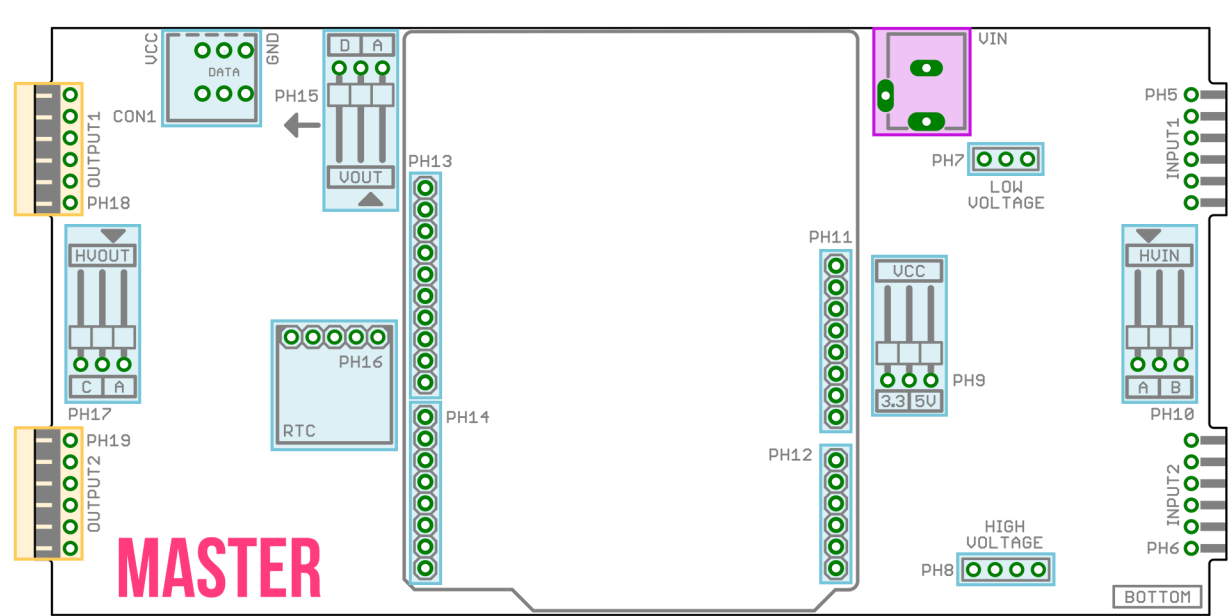 VCC
DATA
GND
CON1
PH15
D A
VOUT
VIN
PH7
LOW
VOLTAGE
PH5
INPUT1
OUTPUT1
PH18
PH13
HVOUT
C A
PH17
PH11
VCC
3.3 5V
PH9
HVIN
A B
PH10
PH16
RTC
PH14
PH12
PH19
OUTPUT2
INPUT2
PH6
HIGH
VOLTAGE
PH8
MASTER
BOTTOM